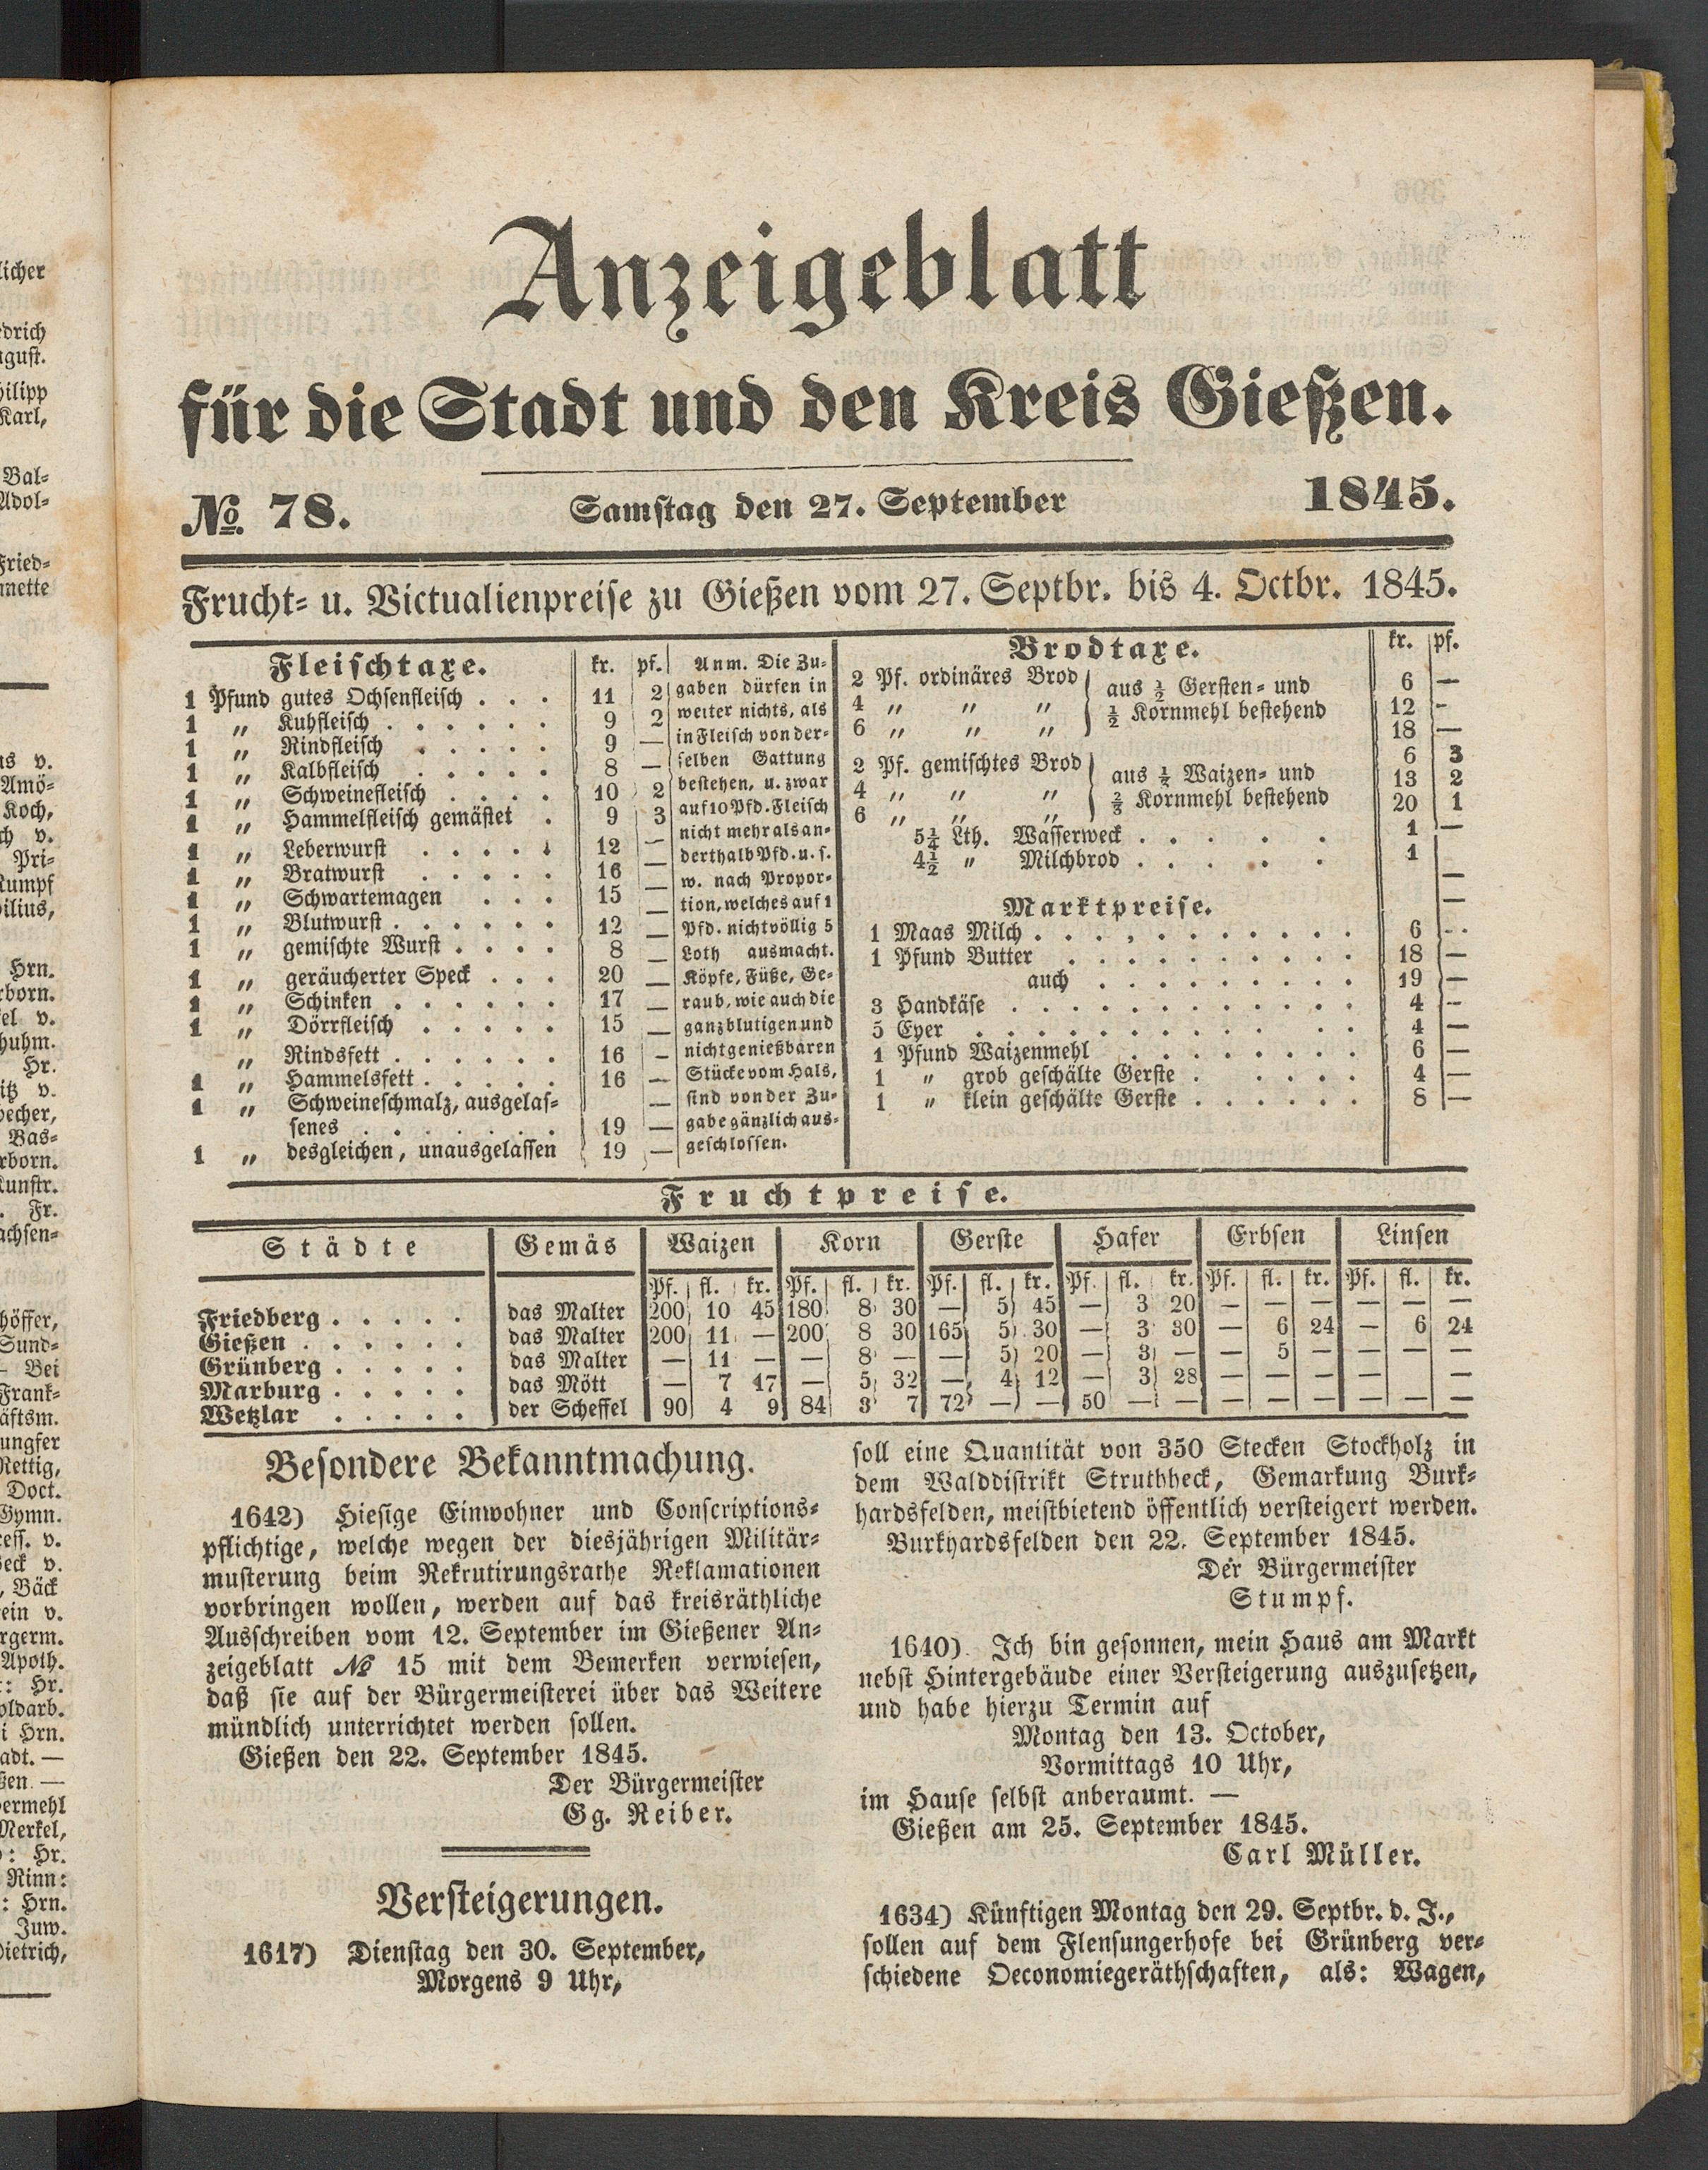 Anzeigeblatt
für die Stadt und den Kreis Gießen.
№ 78. Samstag den 27. September 1845.
Frucht- u. Victualienpreise zu Gießen vom 27. Septbr. bis 4. Octbr. 1845.
Fleischtaxe. kr. pf.
1 Pfund gutes Ochsenfleisch . . . 11 2
1 „ Kuhfleisch . . . . . . 9 2
1 „ Rindfleisch . . . . . 9 —
1 „ Kalbfleisch . . . . . 8 —
1 „ Schweinefleisch . . . . 10 2
1 „ Hammelfleisch gemästet . 9 3
1 „ Leberwurst . . . . . 12 —
1 „ Bratwurst . . . . . 16 —
1 „ Schwartemagen . . . 15 —
1 „ Blutwurst . . . . . . 12 —
1 „ gemischte Wurst . . . . 8 —
1 „ geräucherter Speck . . . 20 —
1 „ Schinken . . . . . . 17 —
1 „ Dörrfleisch . . . . . 15 —
„ Rindsfett . . . . . . 16 —
1 „ Hammelsfett . . . . . 16 —
1 „ Schweineschmalz, ausgelas-
senes . . . . . . . 19 —
1 „ desgleichen, unausgelassen 19 —
Anm. Die Zu-
gaben dürfen in
weiter nichts, als
in Fleisch von der-
selben Gattung
bestehen, u. zwar
auf 10 Pfd. Fleisch
nicht mehr als an-
derthalb Pfd. u. s.
w. nach Propor-
tion, welches auf 1
Pfd. nicht völlig 5
Loth ausmacht.
Köpfe, Füße, Ge-
raub, wie auch die
ganz blutigen und
nicht genießbaren
Stücke vom Hals,
sind von der Zu-
gabe gänzlich aus-
geschlossen.
Brodtaxe. kr. pf.
2 Pf. ordinäres Brod aus ½ Gersten- und 6 —
4 „ „ „ ½ Kornmehl bestehend 12 -
6 „ „ „ 18 —
2 Pf. gemischtes Brod aus Waizen- und 6 3
4 „ „ „ ⅔ Kornmehl bestehend 13 2
6 „ „ „ 20 1
5¼ Lth. Wasserweck . . . . . 1 —
4½ „ Milchbrod . . . . . 1 —
Marktpreise.
1 Maas Milch . . . . . . . . . . . 6 -
1 Pfund Butter . . . . . . . . . . 18 —
auch . . . . . . . . . 19 —
3 Handkäse . . . . . . . . . . . 4 —
5 Eyer . . . . . . . . . . . . 4 —
1 Pfund Waizenmehl . . . . . . . . 6 —
1 „ grob geschälte Gerste . . . . . 4 —
1 „ klein geschälte Gerste . . . . . . 8 —
Fruchtpreise.
Städte Gemäs Waizen Korn Gerste Hafer Erbsen Linsen
Pf. fl. kr. Pf. fl. kr. Pf. fl. kr. Pf. fl. kr. Pf. fl. kr. Pf. fl. kr.
Friedberg . . . . . das Malter 200 10 45 180 8 30 — 5 45 — 3 20 — — — — — —
Gießen . . . . . . das Malter 200 11 — 200 8 30 165 5 30 — 3 30 — 6 24 — 6 24
Grünberg . . . . . das Malter — 11 — — 8 — — 5 20 — 3 — — 5 — — — —
Marburg . . . . . das Mött — 7 17 — 5 32 — 4 12 — 3 28 — — — — —
Wetzlar . . . . . der Scheffel 90 4 9 84 3 7 72 — — 50 — — — — — — — —
Besondere Bekanntmachung.
1642) Hiesige Einwohner und Conscriptions-
pflichtige, welche wegen der diesjährigen Militär-
musterung beim Rekrutirungsrathe Reklamationen
vorbringen wollen, werden auf das kreisräthliche
Ausschreiben vom 12. September im Gießener An-
zeigeblatt № 15 mit dem Bemerken verwiesen,
daß sie auf der Bürgermeisterei über das Weitere
mündlich unterrichtet werden sollen.
Gießen den 22. September 1845.
Der Bürgermeister
Gg. Reiber.
Versteigerungen.
1617) Dienstag den 30. September,
Morgens 9 Uhr,
soll eine Quantität von 350 Stecken Stockholz in
dem Walddistrikt Struthheck, Gemarkung Burk-
hardsfelden, meistbietend öffentlich versteigert werden.
Burkhardsfelden den 22. September 1845.
Der Bürgermeister
Stumpf.
1640) Ich bin gesonnen, mein Haus am Markt
nebst Hintergebäude einer Versteigerung auszusetzen,
und habe hierzu Termin auf
Montag den 13. October,
Vormittags 10 Uhr,
im Hause selbst anberaumt. —
Gießen am 25. September 1845.
Carl Müller.
1634) Künftigen Montag den 29. Septbr. d. J.,
sollen auf dem Flensungerhofe bei Grünberg ver-
schiedene Oeconomiegeräthschaften, als: Wagen,